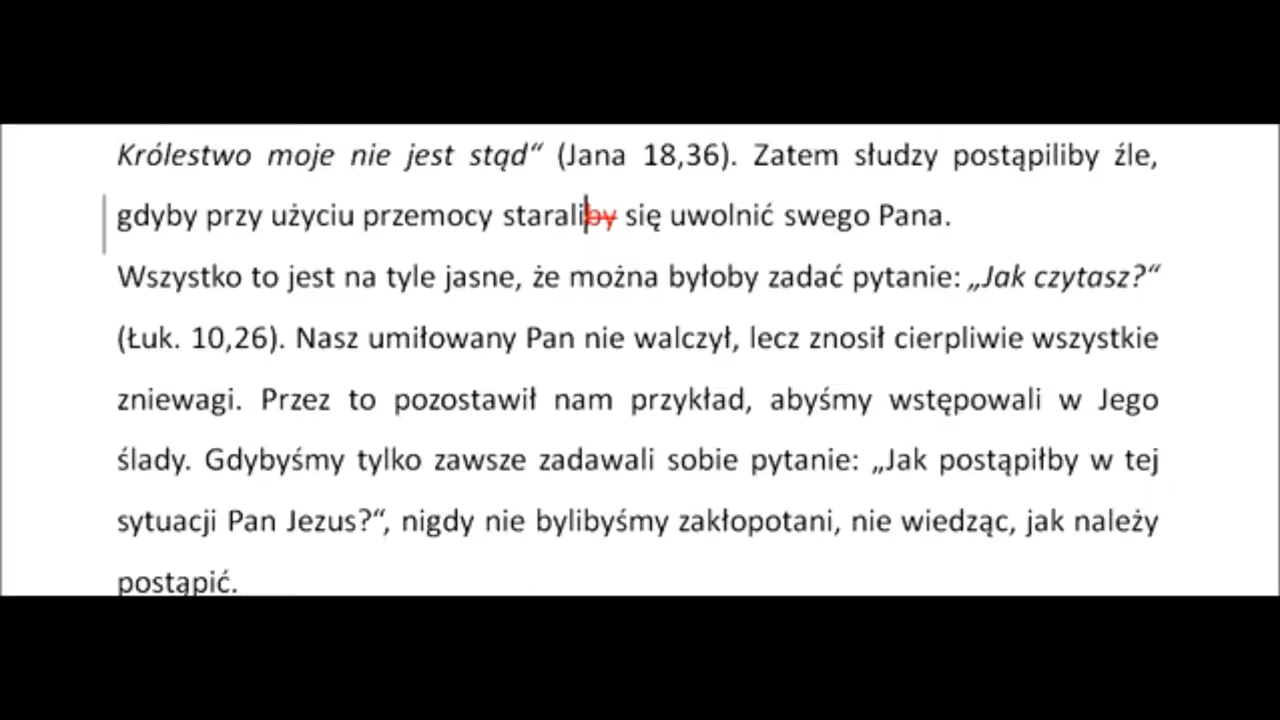 Królestwo moje nie jest stąd“ (Jana 18,36). Zatem słudzy postąpiliby źle,
gdyby przy użyciu przemocy staraliby się uwolnić swego Pana.
Wszystko to jest na tyle jasne, że można byłoby zadać pytanie: „Jak czytasz?“
(Łuk. 10,26). Nasz umiłowany Pan nie walczył, lecz znosił cierpliwie wszystkie
zniewagi. Przez to pozostawił nam przykład, abyśmy wstępowali w Jego
ślady. Gdybyśmy tylko zawsze zadawali sobie pytanie: „Jak postąpiłby w tej
sytuacji Pan Jezus?“, nigdy nie bylibyśmy zakłopotani, nie wiedząc, jak należy
postąpić.